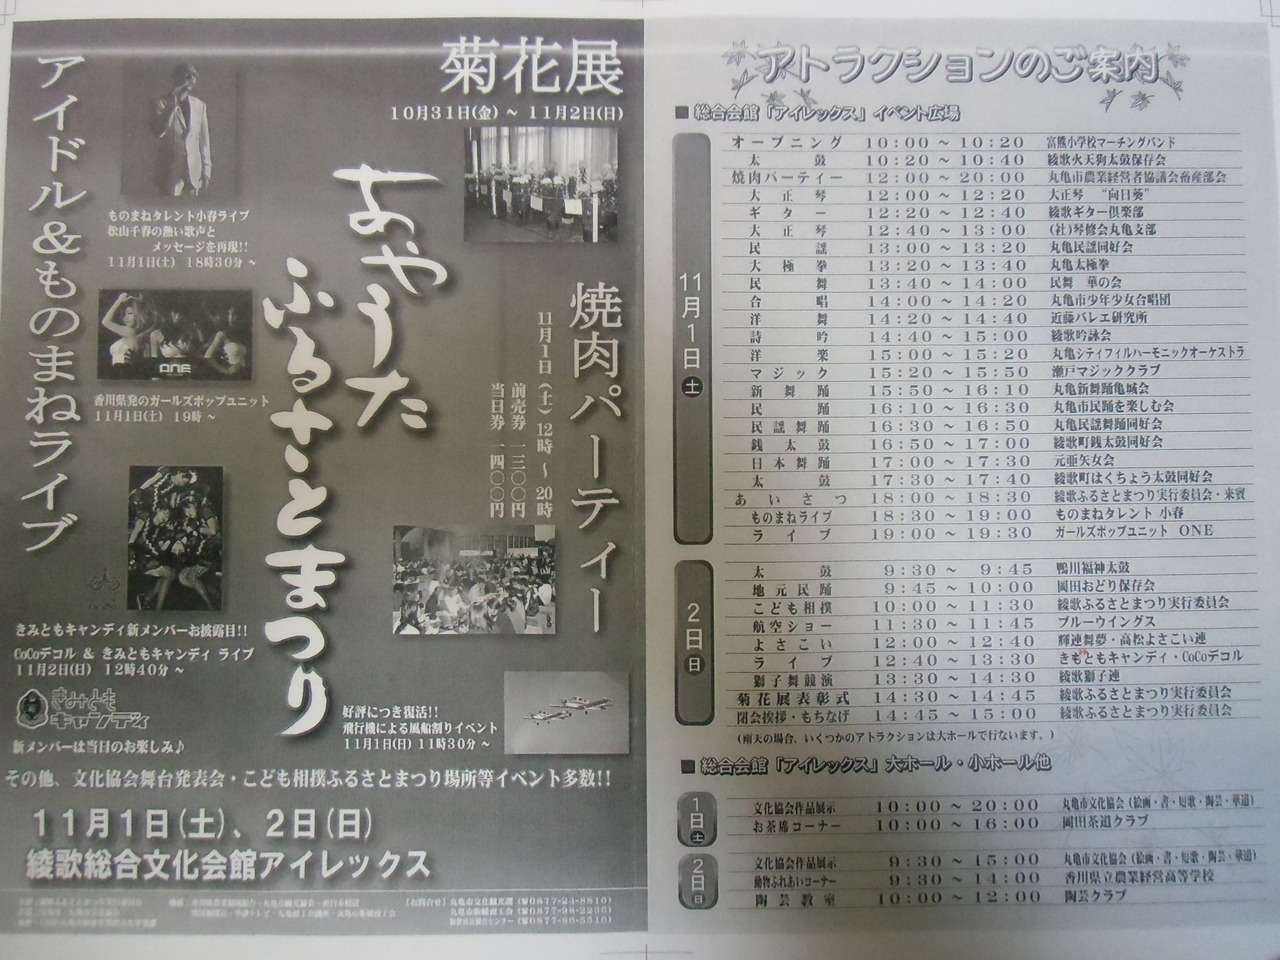 菊花展
10月31日(金) ～ 11月2日(日)
アイドル&ものまねライブ
ものまねタレント小春ライブ
松山千春の熱い歌声と
メッセージを再現!!
11月1日(土) 18時30分～
あやうた
ふるさとまつり
焼肉パーティー
11月1日(土)12時～20時
前売券 一三〇〇円
当日券 一四〇〇円
ONE
香川県発のガールズポップユニット
11月1日(土) 19時～
きみともキャンディ新メンバーお披露目!!
CoCoデコル & きみともキャンディ ライブ
11月2日(日) 12時40分～
きみとも
キャンディ
新メンバーは当日のお楽しみ♪
好評につき復活!!
飛行機による風船割りイベント
11月1日(日) 11時30分～
その他、文化協会舞台発表会・こども相撲ふるさとまつり場所等イベント多数!!
11月1日(土)、2日(日)
綾歌総合文化会館アイレックス
アトラクションのご案内
■ 総合会館「アイレックス」イベント広場
11月1日(土)
オープニング 10:00 ～ 10:20 富熊小学校マーチングバンド
太鼓 10:20 ～ 10:40 綾歌火天狗太鼓保存会
焼肉パーティー 12:00 ～ 20:00 丸亀市農業経営者協議会畜産部会
大正琴 12:00 ～ 12:20 大正琴 "向日葵"
ギター 12:20 ～ 12:40 綾歌ギター倶楽部
大正琴 12:40 ～ 13:00 (社)琴修会丸亀支部
民謡 13:00 ～ 13:20 丸亀民謡同好会
大極拳 13:20 ～ 13:40 丸亀太極拳
民舞 13:40 ～ 14:00 民舞 華の会
合唱 14:00 ～ 14:20 丸亀市少年少女合唱団
洋舞 14:20 ～ 14:40 近藤バレエ研究所
詩吟 14:40 ～ 15:00 綾歌吟詠会
洋楽 15:00 ～ 15:20 丸亀シティフィルハーモニックオーケストラ
マジック 15:20 ～ 15:50 瀬戸マジッククラブ
新舞踊 15:50 ～ 16:10 丸亀新舞踊亀城会
民踊 16:10 ～ 16:30 丸亀市民踊を楽しむ会
民謡舞踊 16:30 ～ 16:50 丸亀民謡舞踊同好会
銭太鼓 16:50 ～ 17:00 綾歌町銭太鼓同好会
日本舞踊 17:00 ～ 17:30 元亜矢女会
太鼓 17:30 ～ 17:40 綾歌町はくちょう太鼓同好会
あいさつ 18:00 ～ 18:30 綾歌ふるさとまつり実行委員会・来賓
ものまねライブ 18:30 ～ 19:00 ものまねタレント 小春
ライブ 19:00 ～ 19:30 ガールズポップユニット ONE
2日(日)
太鼓 9:30 ～ 9:45 鴨川福神太鼓
地元民踊 9:45 ～ 10:00 岡田おどり保存会
こども相撲 10:00 ～ 11:30 綾歌ふるさとまつり実行委員会
航空ショー 11:30 ～ 11:45 ブルーウイングス
よさこい 12:00 ～ 12:40 輝連舞夢・高松よさこい連
ライブ 12:40 ～ 13:30 きもともキャンディ・CoCoデコル
獅子舞競演 13:30 ～ 14:30 綾歌獅子連
菊花展表彰式 14:30 ～ 14:45 綾歌ふるさとまつり実行委員会
閉会挨拶・もちなげ 14:45 ～ 15:00 綾歌ふるさとまつり実行委員会
(雨天の場合、いくつかのアトラクションは大ホールで行ないます。)
■ 総合会館「アイレックス」大ホール・小ホール他
1日(土)
文化協会作品展示 10:00 ～ 20:00 丸亀市文化協会(絵画・書・短歌・陶芸・華道)
お茶席コーナー 10:00 ～ 16:00 岡田茶道クラブ
2日(日)
文化協会作品展示 9:30 ～ 15:00 丸亀市文化協会(絵画・書・短歌・陶芸・華道)
動物ふれあいコーナー 9:30 ～ 14:00 香川県立農業経営高等学校
陶芸教室 10:00 ～ 12:00 陶芸クラブ